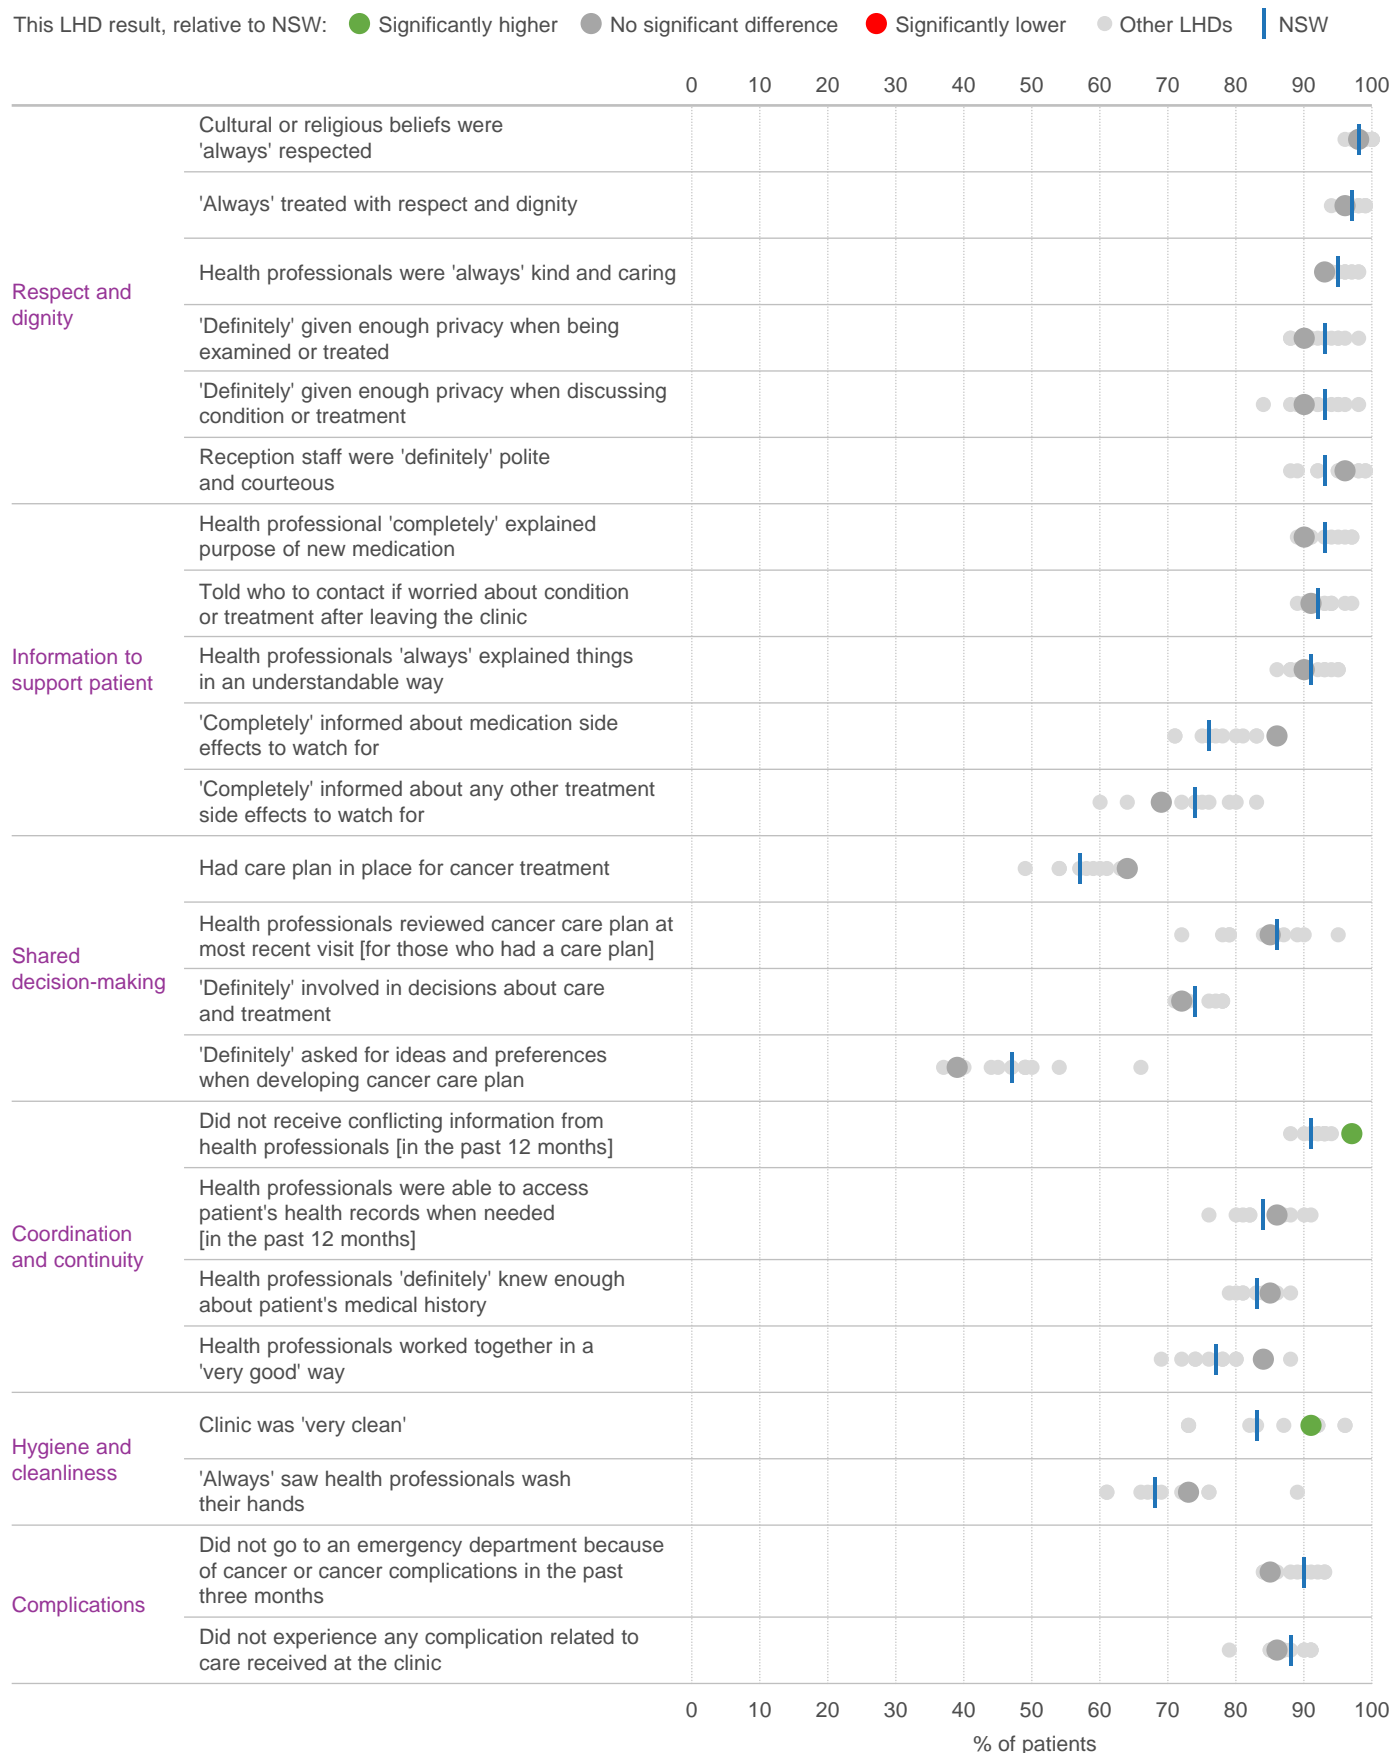 This LHD result, relative to NSW: Significantly higher No significant difference Significantly lower Other LHDs NSW
0 10 20 30 40 50 60 70 80 90 100
Respect and
dignity
Cultural or religious beliefs were
'always' respected
'Always' treated with respect and dignity
Health professionals were 'always' kind and caring
'Definitely' given enough privacy when being
examined or treated
'Definitely' given enough privacy when discussing
condition or treatment
Reception staff were 'definitely' polite
and courteous
Information to
support patient
Health professional 'completely' explained
purpose of new medication
Told who to contact if worried about condition
or treatment after leaving the clinic
Health professionals 'always' explained things
in an understandable way
'Completely' informed about medication side
effects to watch for
'Completely' informed about any other treatment
side effects to watch for
Shared
decision-making
Had care plan in place for cancer treatment
Health professionals reviewed cancer care plan at
most recent visit [for those who had a care plan]
'Definitely' involved in decisions about care
and treatment
'Definitely' asked for ideas and preferences
when developing cancer care plan
Coordination
and continuity
Did not receive conflicting information from
health professionals [in the past 12 months]
Health professionals were able to access
patient's health records when needed
[in the past 12 months]
Health professionals 'definitely' knew enough
about patient's medical history
Health professionals worked together in a
'very good' way
Hygiene and
cleanliness
Clinic was 'very clean'
'Always' saw health professionals wash
their hands
Complications
Did not go to an emergency department because
of cancer or cancer complications in the past
three months
Did not experience any complication related to
care received at the clinic
0 10 20 30 40 50 60 70 80 90 100
% of patients